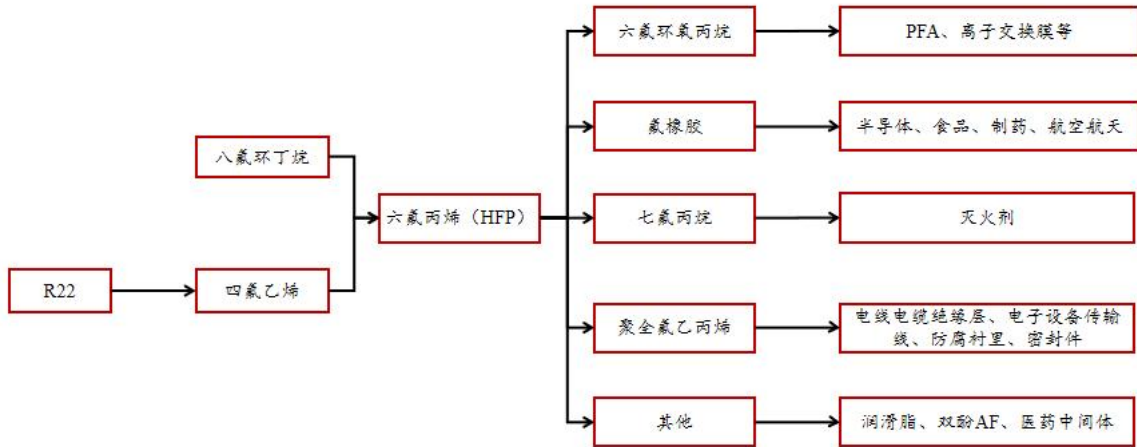 六氟环氧丙烷
PFA、离子交换膜等
氟橡胶
半导体、食品、制药、航空航天
八氟环丁烷
六氟丙烯（HFP）
七氟丙烷
灭火剂
R22
四氟乙烯
聚全氟乙丙烯
电线电缆绝缘层、电子设备传输
线、防腐衬里、密封件
其他
润滑脂、双酚AF、医药中间体